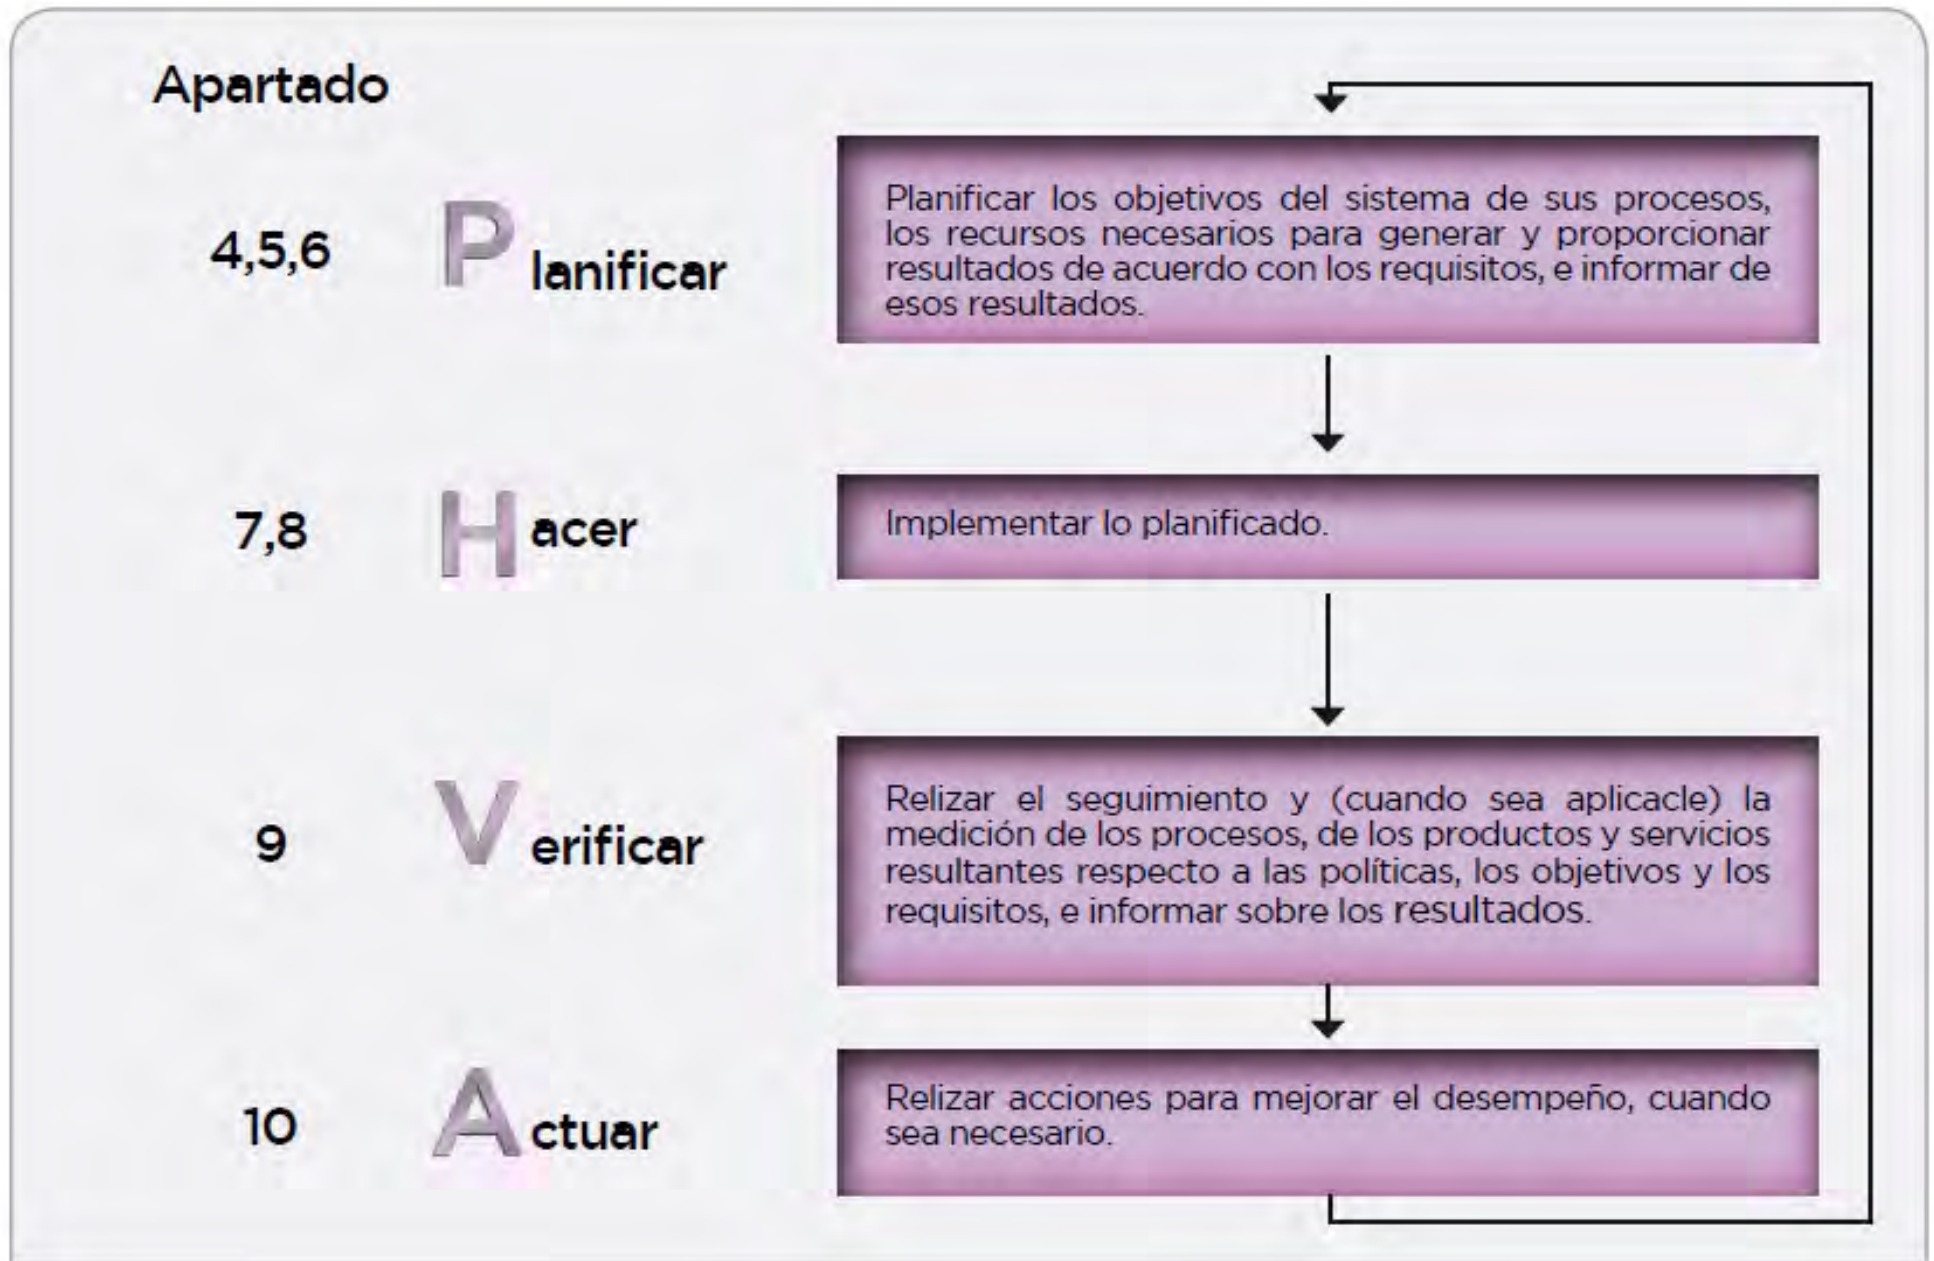 Apartado
4,5,6
Planificar
Planificar los objetivos del sistema de sus procesos,
los recursos necesarios para generar y proporcionar
resultados de acuerdo con los requisitos, e informar de
esos resultados.
7,8
Hacer
Implementar lo planificado.
9
Verificar
Relizar el seguimiento y (cuando sea aplicacle) la
medición de los procesos, de los productos y servicios
resultantes respecto a las políticas, los objetivos y los
requisitos, e informar sobre los resultados.
10
Actuar
Relizar acciones para mejorar el desempeño, cuando
sea necesario.